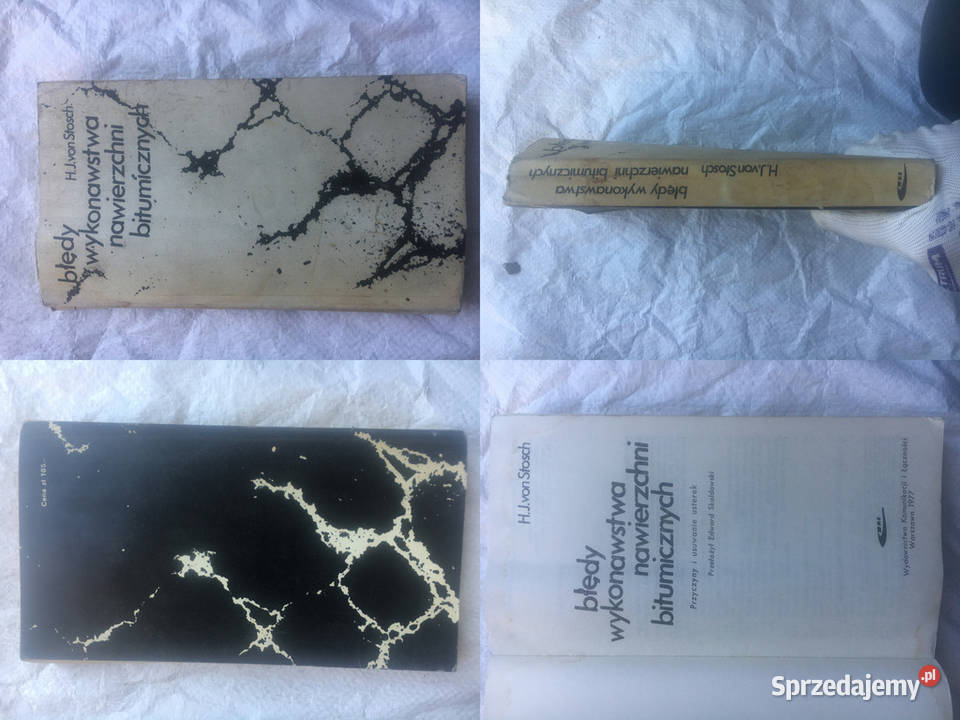 H.J.von Stosch
błędy
wykonawstwa
nawierzchni
bitumicznych
błędy wykonawstwa
H.J.von Stosch nawierzchni bitumicznych
Cena zł 105.-
H.J.von Stosch
błędy
wykonawstwa
nawierzchni
bitumicznych
Przyczyny i usuwanie usterek
Przełożył Edward Skaldawski
Wydawnictwa Komunikacji i Łączności
Warszawa 1977
Sprzedajemy.pl